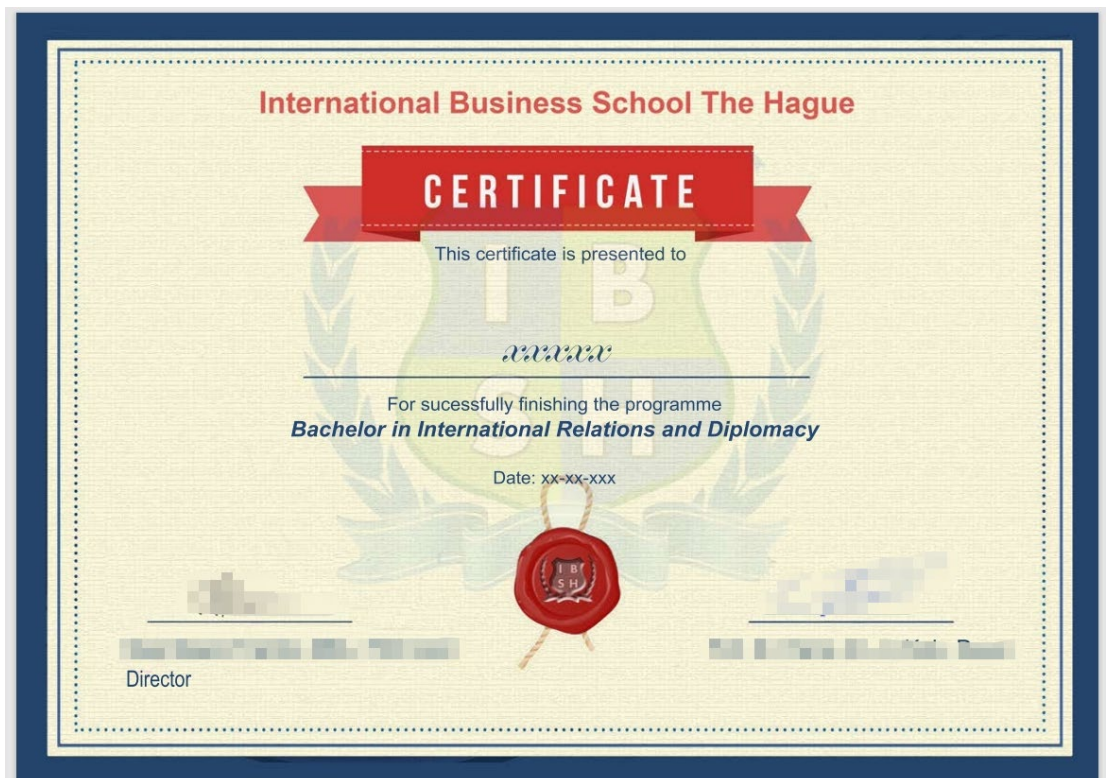 International Business School The Hague
CERTIFICATE
This certificate is presented to
I B
xxxxx
For sucessfully finishing the programme
Bachelor in International Relations and Diplomacy
S H
Date: xx-xx-xxx
I B
S H
Director